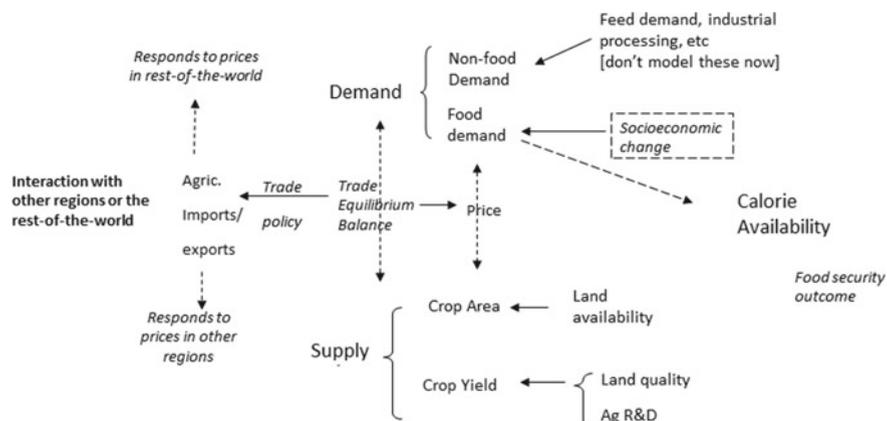 Responds to prices
in rest-of-the-world
Demand
Non-food
Demand
Food
demand
Feed demand, industrial
processing, etc
[don't model these now]
Socioeconomic
change
Interaction with
other regions or the
rest-of-the-world
Agric.
Imports/
exports
Trade
policy
Trade
Equilibrium
Balance
Price
Calorie
Availability
Food security
outcome
Responds to
prices in other
regions
Supply
Crop Area
Land
availability
Crop Yield
Land quality
Ag R&D